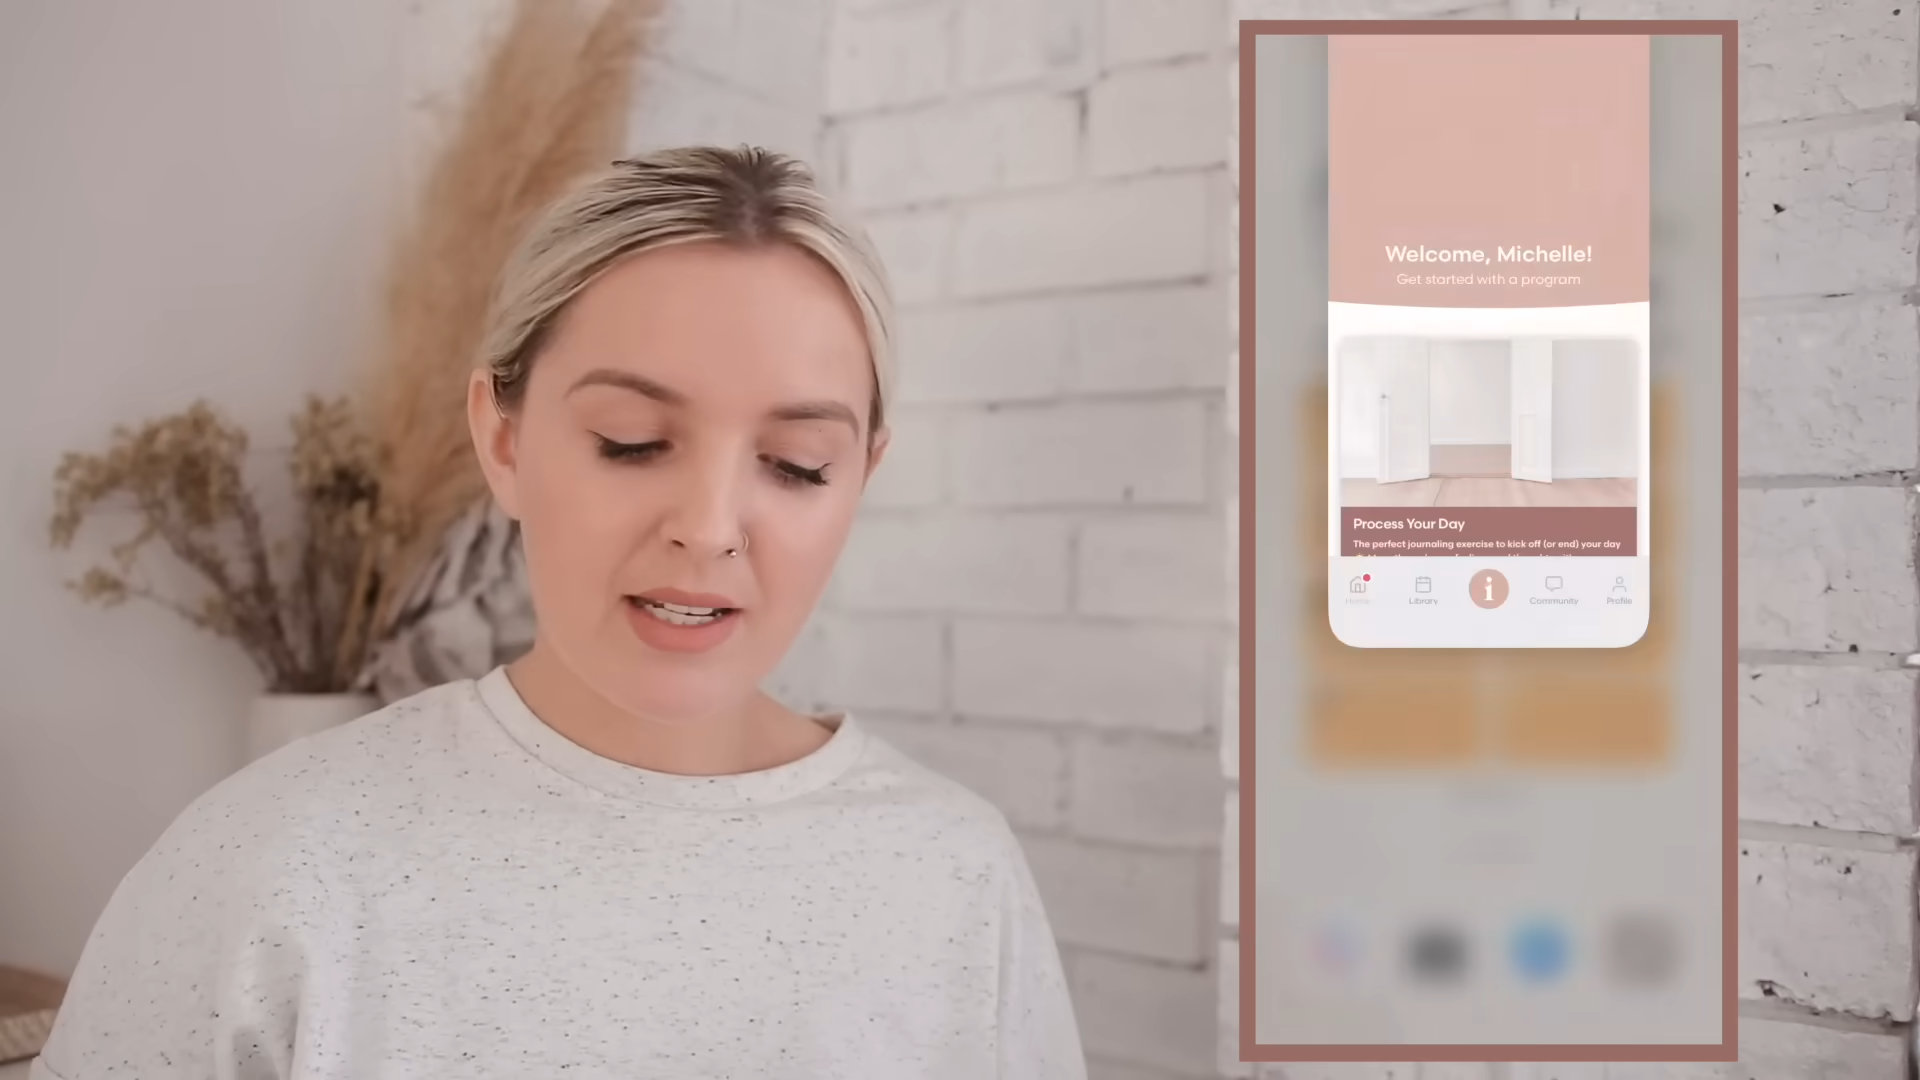 Welcome, Michelle!
Get started with a program
Process Your Day
The perfect journaling exercise to kick off (or end) your day
i
Home
Library
Community
Profile